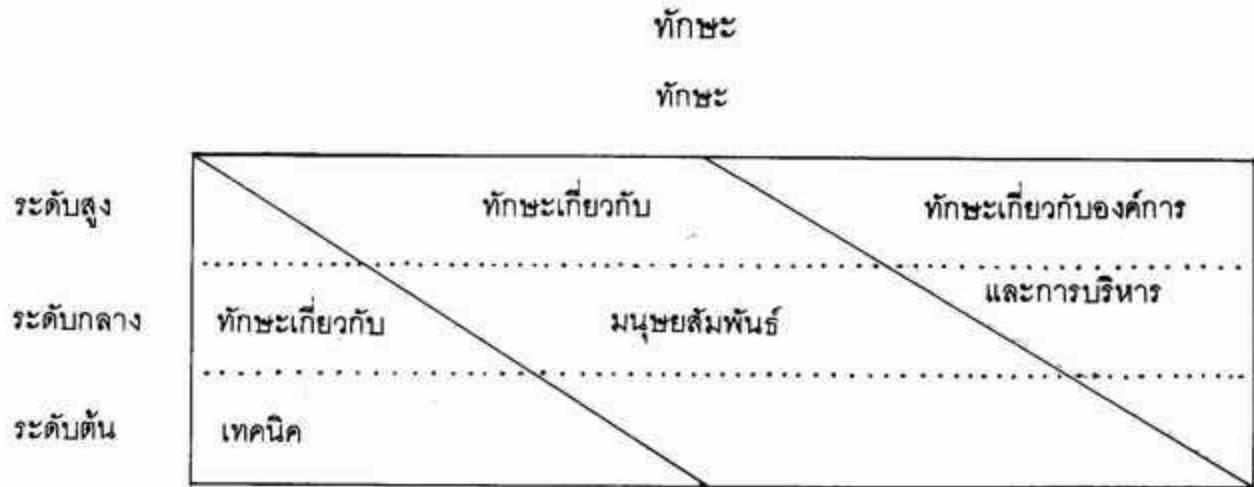 ทักษะ
ทักษะ
ระดับสูง ทักษะเกี่ยวกับ ทักษะเกี่ยวกับองค์การ
และการบริหาร
ระดับกลาง ทักษะเกี่ยวกับ มนุษยสัมพันธ์
ระดับต้น เทคนิค